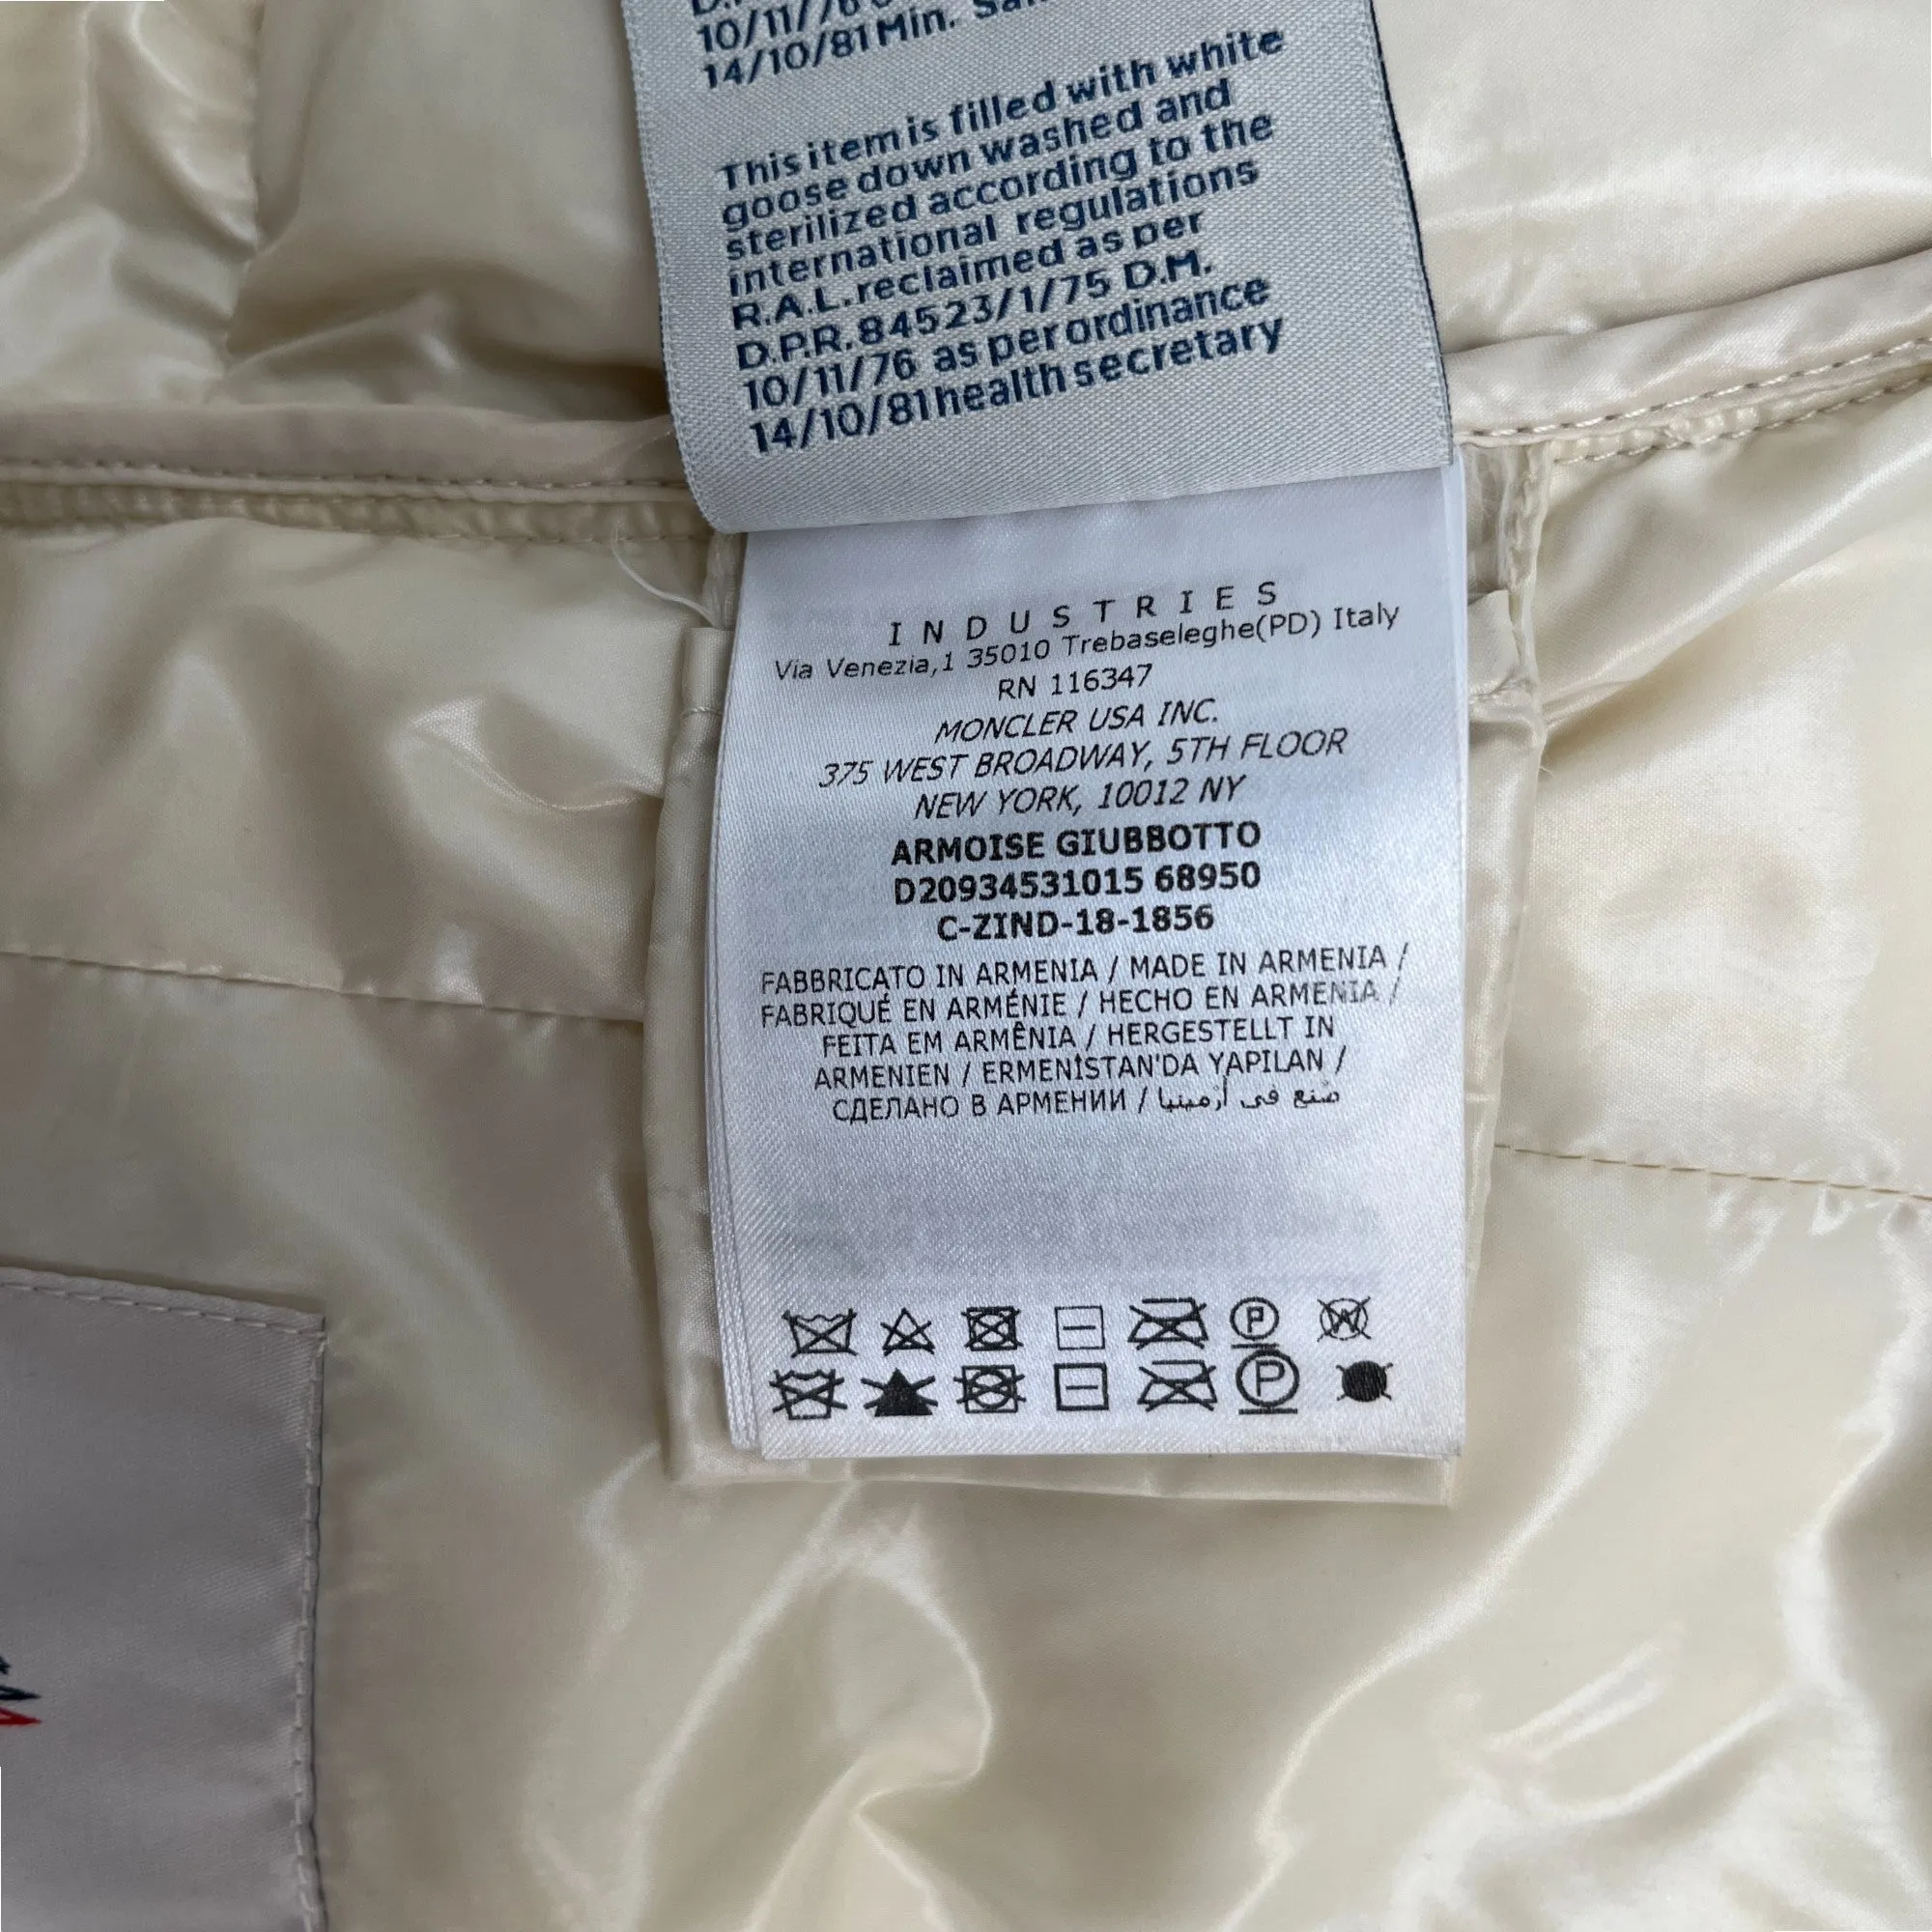 10/11/76
14/10/81 Min.
This item is filled with white
goose down washed and
sterilized according to the
international regulations
R.A.L. reclaimed as per
D.P.R. 84523/1/75 D.M.
10/11/76 as per ordinance
14/10/81 health secretary
INDUSTRIES
Via Venezia,1 35010 Trebaseleghe(PD) Italy
RN 116347
MONCLER USA INC.
375 WEST BROADWAY, 5TH FLOOR
NEW YORK, 10012 NY
ARMOISE GIUBBOTTO
D20934531015 68950
C-ZIND-18-1856
FABBRICATO IN ARMENIA / MADE IN ARMENIA /
FABRIQUÉ EN ARMÉNIE / HECHO EN ARMENIA /
FEITA EM ARMÊNIA / HERGESTELLT IN
ARMENIEN / ERMENİSTAN'DA YAPILAN /
СДЕЛАНО В АРМЕНИИ / صُنع في أرمينيا
P W
P